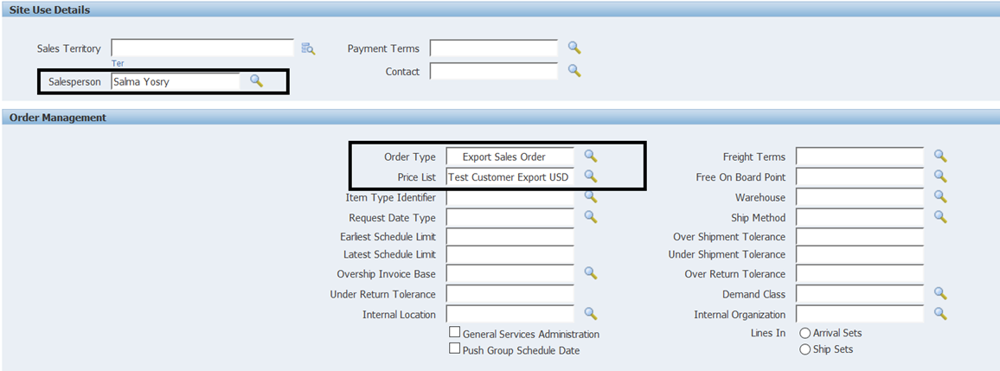 Site Use Details
Sales Territory
Payment Terms
Ter
Contact
Salesperson Salma Yosry
Order Management
Order Type Export Sales Order
Freight Terms
Price List Test Customer Export USD
Free On Board Point
Item Type Identifier
Warehouse
Request Date Type
Ship Method
Earliest Schedule Limit
Over Shipment Tolerance
Latest Schedule Limit
Under Shipment Tolerance
Overship Invoice Base
Over Return Tolerance
Under Return Tolerance
Demand Class
Internal Location
Internal Organization
General Services Administration
Lines In Arrival Sets
Push Group Schedule Date
Ship Sets